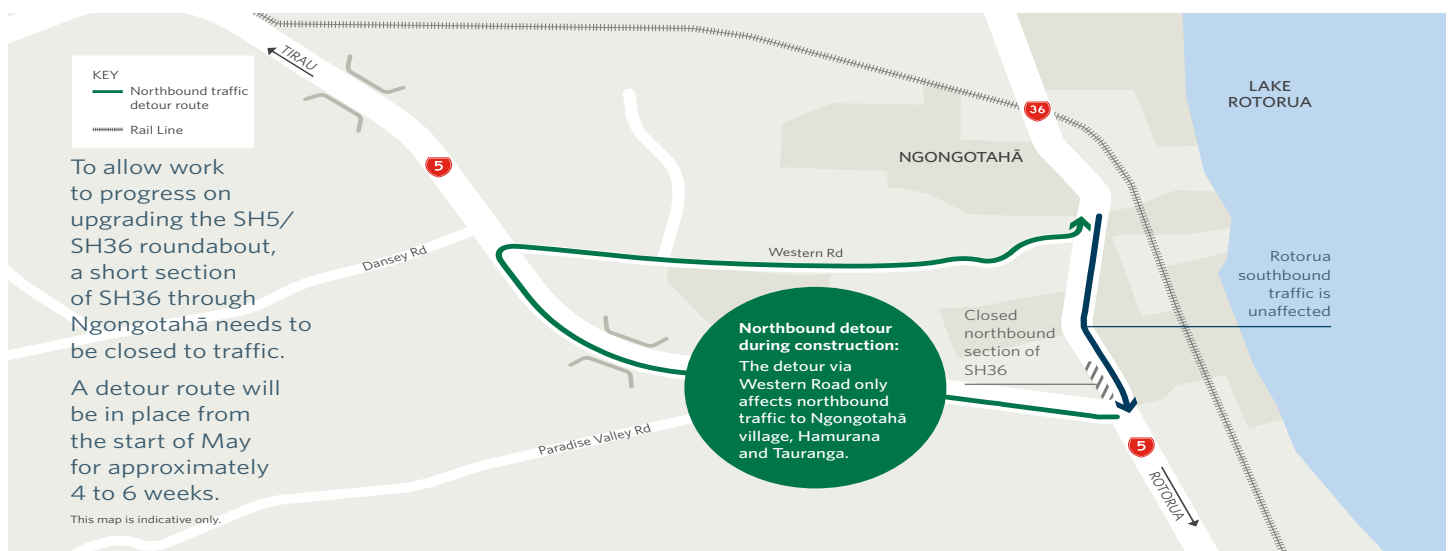 KEY
Northbound traffic
detour route
Rail Line
To allow work
to progress on
upgrading the SH5/
SH36 roundabout,
a short section
of SH36 through
Ngongotahā needs to
be closed to traffic.
A detour route will
be in place from
the start of May
for approximately
4 to 6 weeks.
This map is indicative only.
TIRAU
5
Dansey Rd
Western Rd
Paradise Valley Rd
Northbound detour
during construction:
The detour via
Western Road only
affects northbound
traffic to Ngongotahā
village, Hamurana
and Tauranga.
NGONGOTAHĀ
36
LAKE
ROTORUA
Closed
northbound
section of
SH36
Rotorua
southbound
traffic is
unaffected
5
ROTORUA